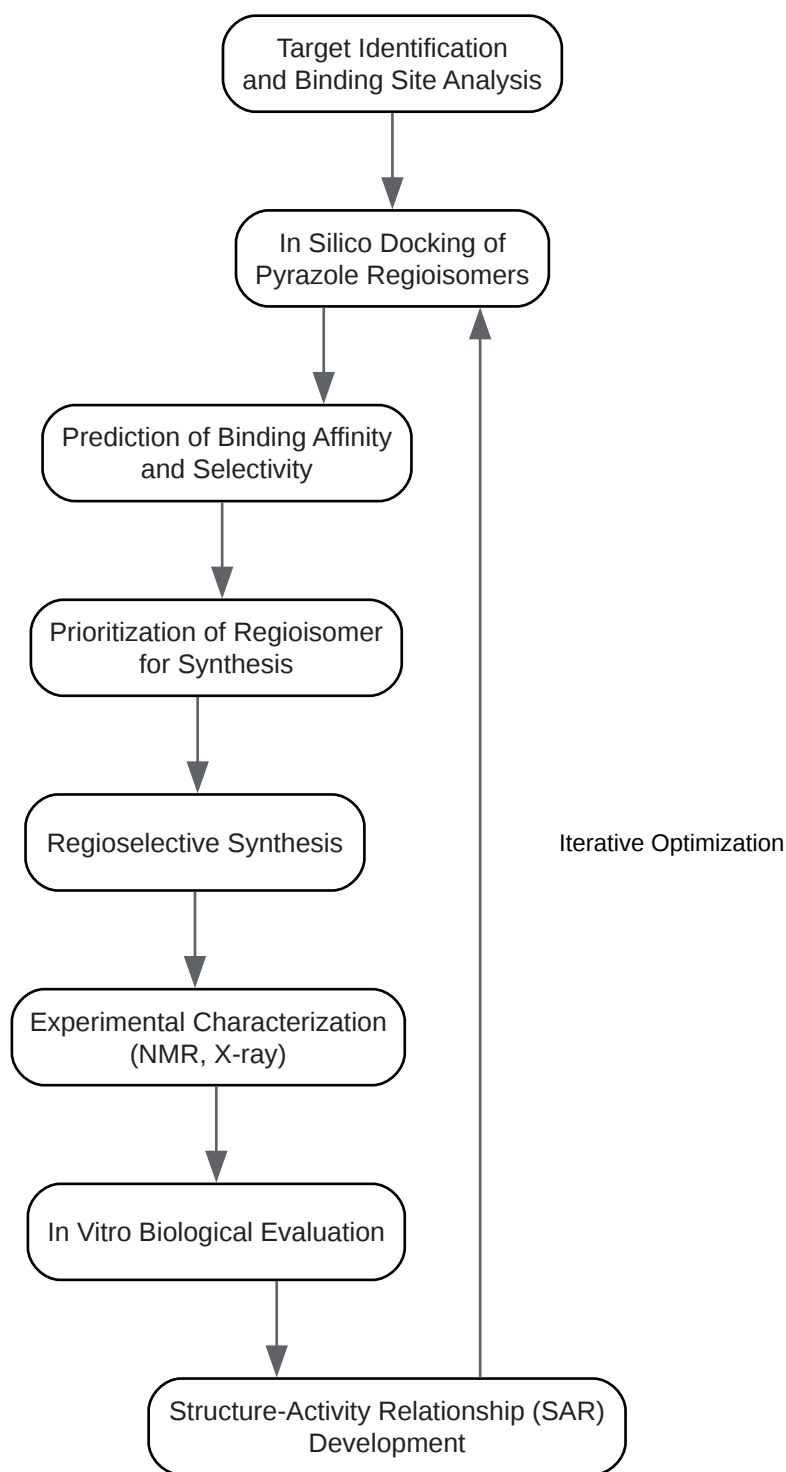 Target Identification
and Binding Site Analysis
In Silico Docking of
Pyrazole Regioisomers
Prediction of Binding Affinity
and Selectivity
Prioritization of Regioisomer
for Synthesis
Regioselective Synthesis
Iterative Optimization
Experimental Characterization
(NMR, X-ray)
In Vitro Biological Evaluation
Structure-Activity Relationship (SAR)
Development